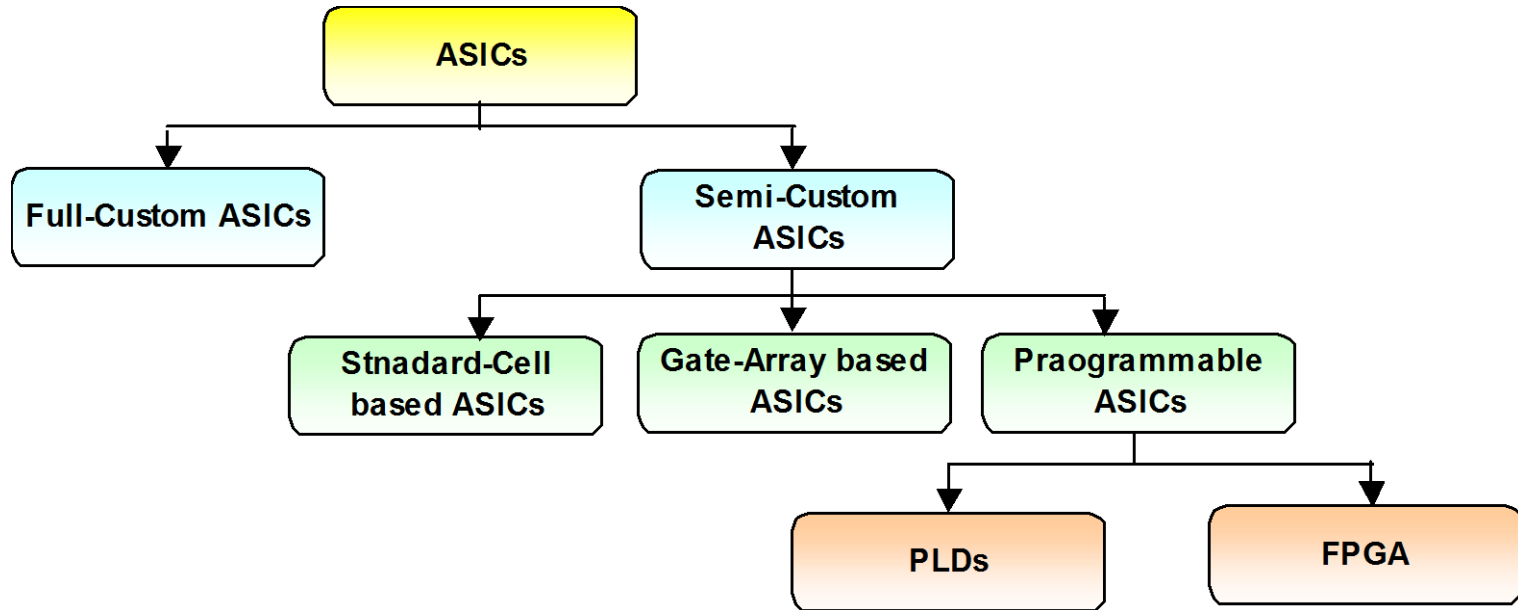 ASICs
Full-Custom ASICs
Semi-Custom
ASICs
Stnadard-Cell
based ASICs
Gate-Array based
ASICs
Praogrammable
ASICs
PLDs
FPGA